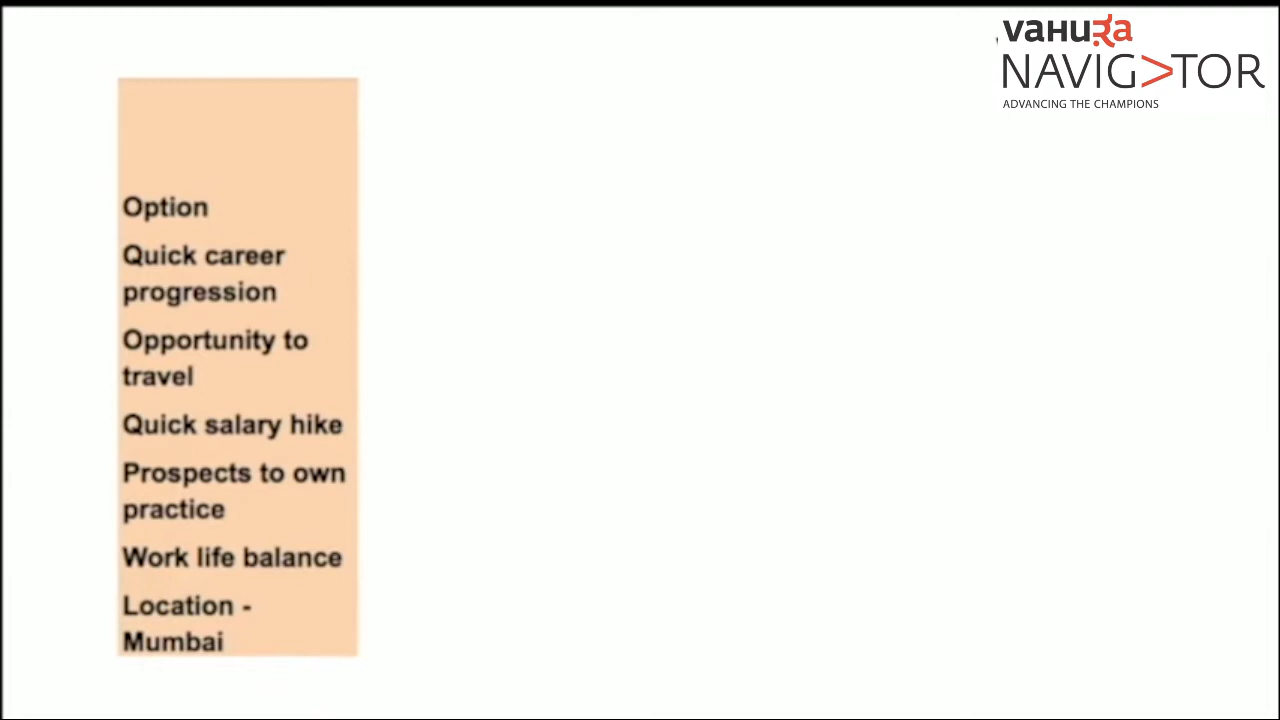 vahura
NAVIGATOR
ADVANCING THE CHAMPIONS
Option
Quick career
progression
Opportunity to
travel
Quick salary hike
Prospects to own
practice
Work life balance
Location -
Mumbai